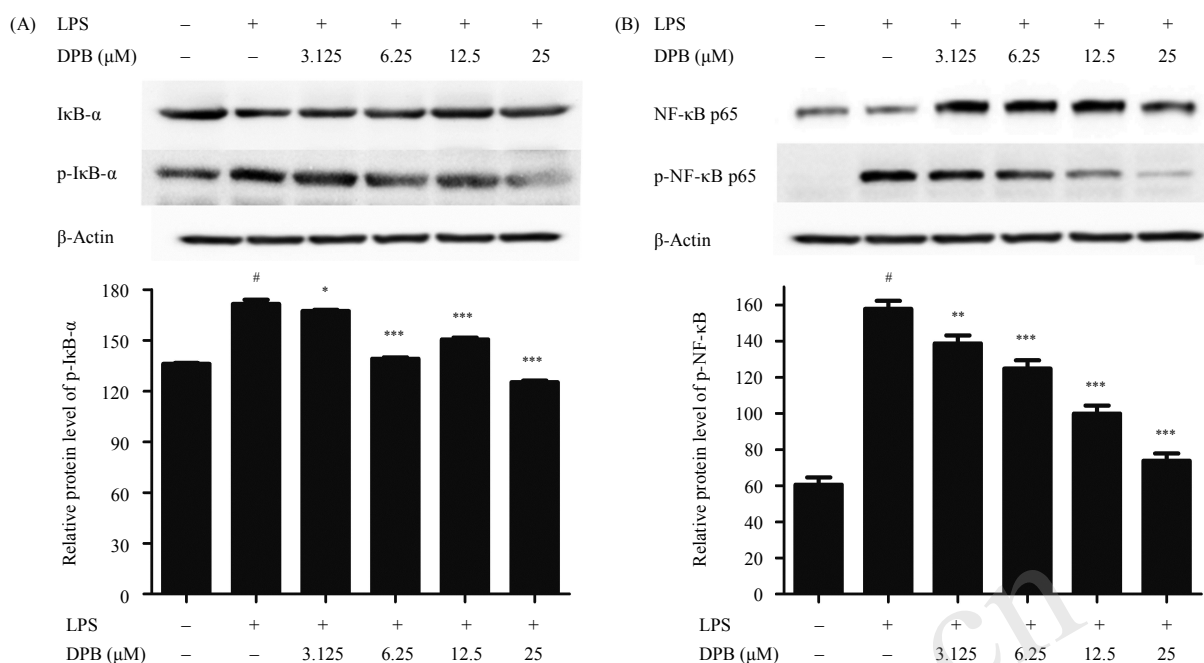 (A) LPS – + + + + +
DPB (μM) – – 3.125 6.25 12.5 25
IκB-α
p-IκB-α
β-Actin
Relative protein level of p-IκB-α
180
150
120
90
60
30
0
# * *** *** ***
LPS – + + + + +
DPB (μM) – – 3.125 6.25 12.5 25
(B) LPS – + + + + +
DPB (μM) – – 3.125 6.25 12.5 25
NF-κB p65
p-NF-κB p65
β-Actin
Relative protein level of p-NF-κB
160
140
120
100
80
60
40
20
0
# ** *** *** ***
LPS – + + + + +
DPB (μM) – – 3.125 6.25 12.5 25
cn